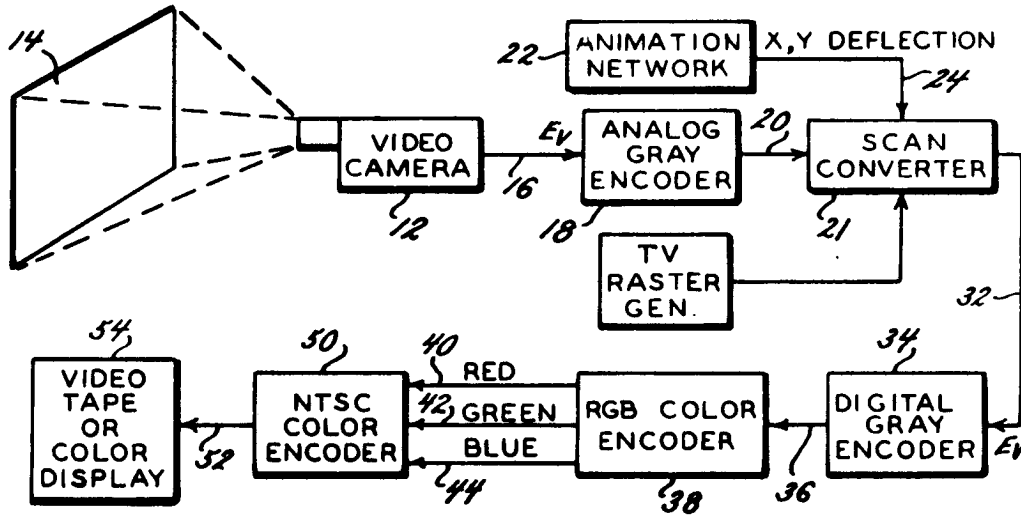 14
22
ANIMATION
NETWORK
X,Y DEFLECTION
24
VIDEO
CAMERA
12
Ev
16
ANALOG
GRAY
ENCODER
18
20
SCAN
CONVERTER
21
TV
RASTER
GEN.
32
54
VIDEO
TAPE
OR
COLOR
DISPLAY
52
50
NTSC
COLOR
ENCODER
40
RED
42
GREEN
BLUE
44
RGB COLOR
ENCODER
38
36
34
DIGITAL
GRAY
ENCODER
Ev